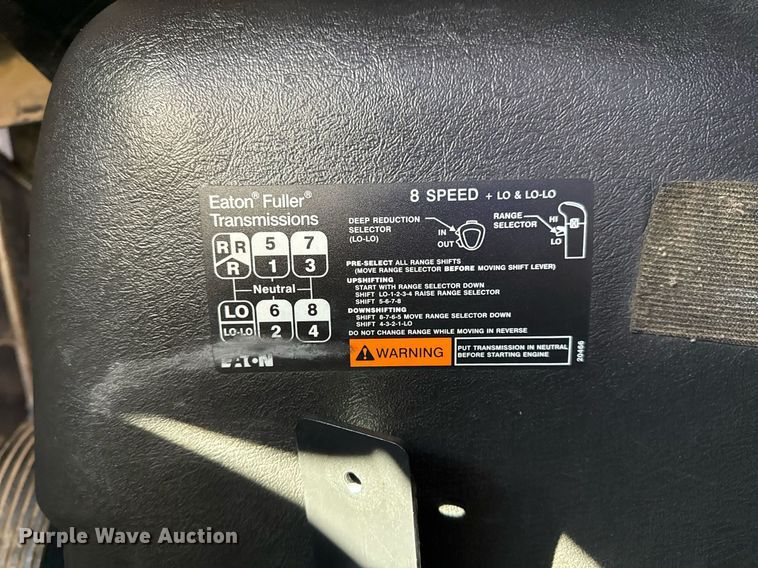 Eaton® Fuller®
Transmissions
8 SPEED + LO & LO-LO
DEEP REDUCTION
SELECTOR
(LO-LO)
IN
OUT
RANGE
SELECTOR
HI
LO
R R 5 7
R 1 3
Neutral
LO 6 8
LO-LO 2 4
EATON
PRE-SELECT ALL RANGE SHIFTS
(MOVE RANGE SELECTOR BEFORE MOVING SHIFT LEVER)
UPSHIFTING
START WITH RANGE SELECTOR DOWN
SHIFT LO-1-2-3-4 RAISE RANGE SELECTOR
SHIFT 5-6-7-8
DOWNSHIFTING
SHIFT 8-7-6-5 MOVE RANGE SELECTOR DOWN
SHIFT 4-3-2-1-LO
DO NOT CHANGE RANGE WHILE MOVING IN REVERSE
WARNING
PUT TRANSMISSION IN NEUTRAL
BEFORE STARTING ENGINE
20466
Purple Wave Auction